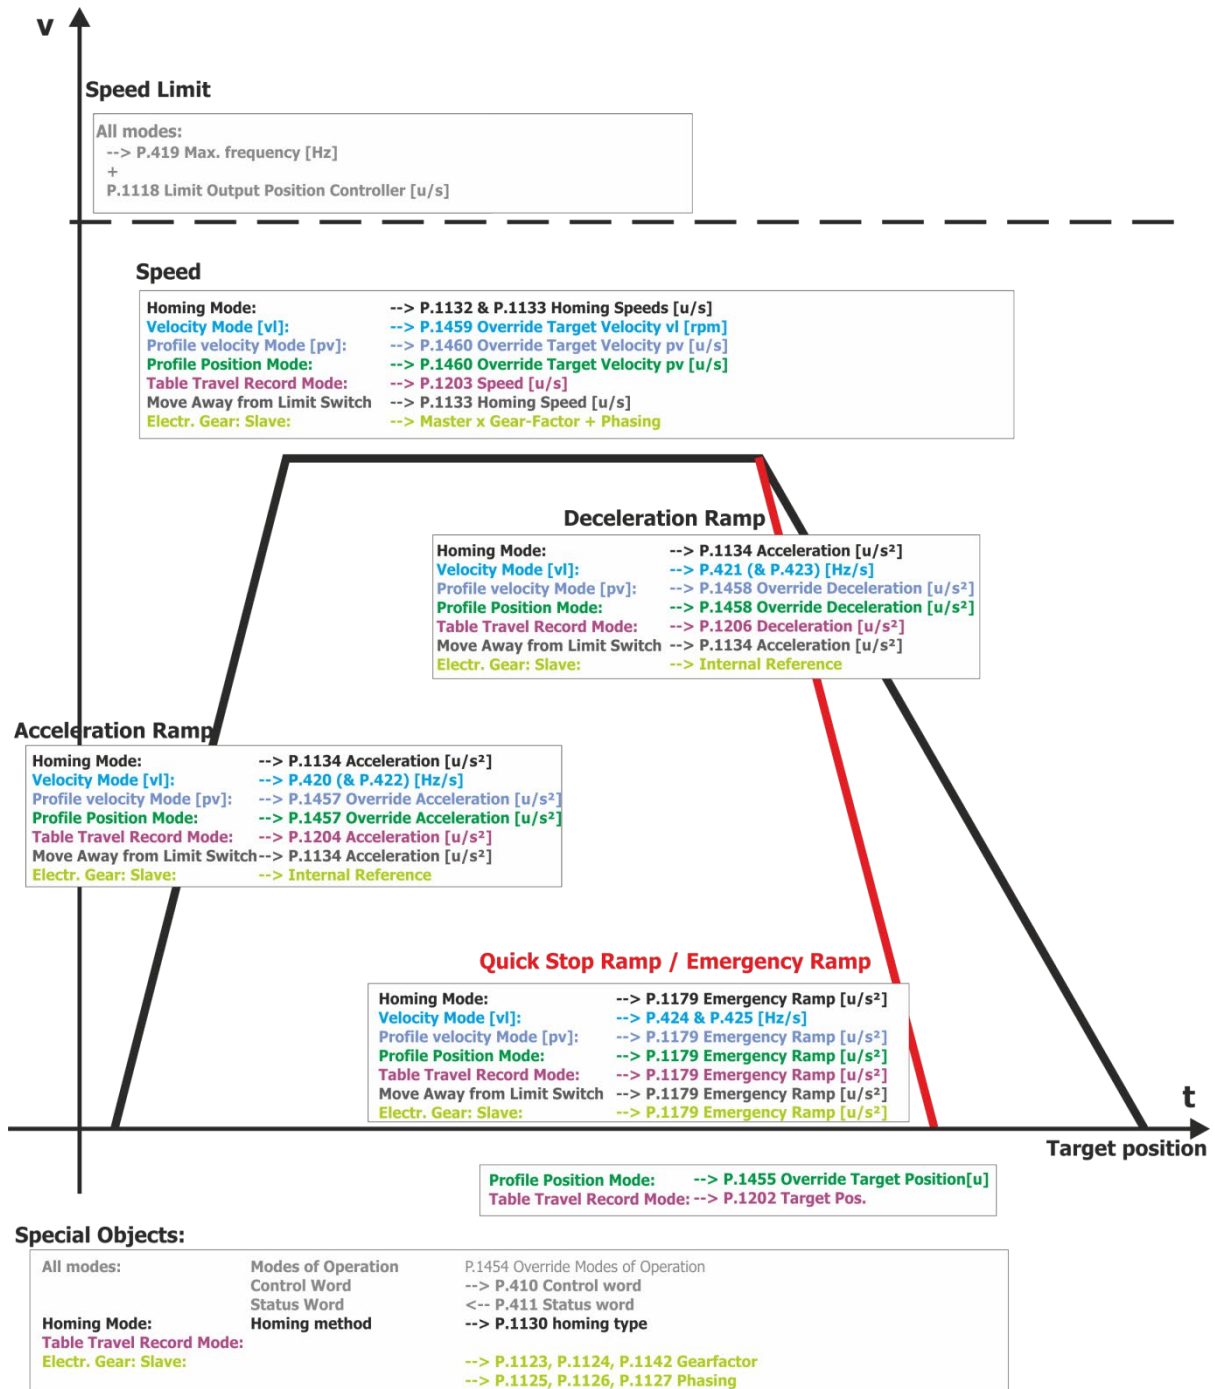 v
Speed Limit
All modes:
--> P.419 Max. frequency [Hz]
+
P.1118 Limit Output Position Controller [u/s]
Speed
Homing Mode: --> P.1132 & P.1133 Homing Speeds [u/s]
Velocity Mode [vl]: --> P.1459 Override Target Velocity vl [rpm]
Profile velocity Mode [pv]: --> P.1460 Override Target Velocity pv [u/s]
Profile Position Mode: --> P.1460 Override Target Velocity pv [u/s]
Table Travel Record Mode: --> P.1203 Speed [u/s]
Move Away from Limit Switch --> P.1133 Homing Speed [u/s]
Electr. Gear: Slave: --> Master x Gear-Factor + Phasing
Deceleration Ramp
Homing Mode: --> P.1134 Acceleration [u/s²]
Velocity Mode [vl]: --> P.421 (& P.423) [Hz/s]
Profile velocity Mode [pv]: --> P.1458 Override Deceleration [u/s²]
Profile Position Mode: --> P.1458 Override Deceleration [u/s²]
Table Travel Record Mode: --> P.1206 Deceleration [u/s²]
Move Away from Limit Switch --> P.1134 Acceleration [u/s²]
Electr. Gear: Slave: --> Internal Reference
Acceleration Ramp
Homing Mode: --> P.1134 Acceleration [u/s²]
Velocity Mode [vl]: --> P.420 (& P.422) [Hz/s]
Profile velocity Mode [pv]: --> P.1457 Override Acceleration [u/s²]
Profile Position Mode: --> P.1457 Override Acceleration [u/s²]
Table Travel Record Mode: --> P.1204 Acceleration [u/s²]
Move Away from Limit Switch --> P.1134 Acceleration [u/s²]
Electr. Gear: Slave: --> Internal Reference
Quick Stop Ramp / Emergency Ramp
Homing Mode: --> P.1179 Emergency Ramp [u/s²]
Velocity Mode [vl]: --> P.424 & P.425 [Hz/s]
Profile velocity Mode [pv]: --> P.1179 Emergency Ramp [u/s²]
Profile Position Mode: --> P.1179 Emergency Ramp [u/s²]
Table Travel Record Mode: --> P.1179 Emergency Ramp [u/s²]
Move Away from Limit Switch --> P.1179 Emergency Ramp [u/s²]
Electr. Gear: Slave: --> P.1179 Emergency Ramp [u/s²]
t
Target position
Profile Position Mode: --> P.1455 Override Target Position[u]
Table Travel Record Mode: --> P.1202 Target Pos.
Special Objects:
All modes: Modes of Operation P.1454 Override Modes of Operation
Control Word --> P.410 Control word
Status Word <-- P.411 Status word
Homing Mode: Homing method --> P.1130 homing type
Table Travel Record Mode:
Electr. Gear: Slave: --> P.1123, P.1124, P.1142 Gearfactor
--> P.1125, P.1126, P.1127 Phasing